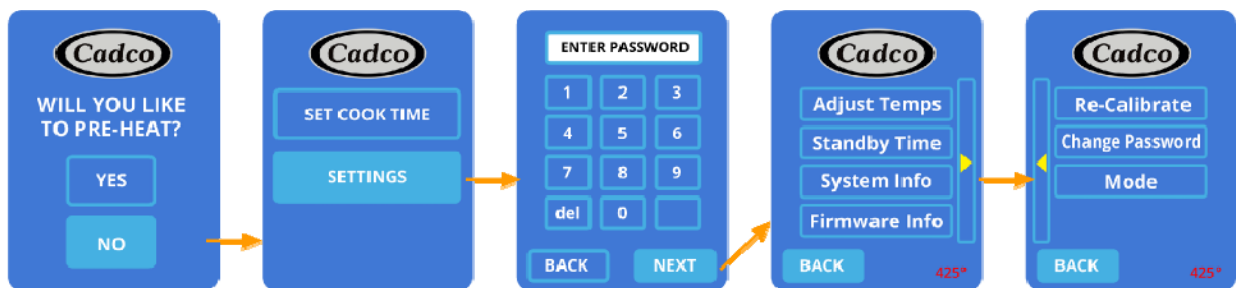 Cadco
WILL YOU LIKE
TO PRE-HEAT?
YES
NO
Cadco
SET COOK TIME
SETTINGS
ENTER PASSWORD
1 2 3
4 5 6
7 8 9
del 0
BACK NEXT
Cadco
Adjust Temps
Standby Time
System Info
Firmware Info
BACK 425°
Cadco
Re-Calibrate
Change Password
Mode
BACK 425°